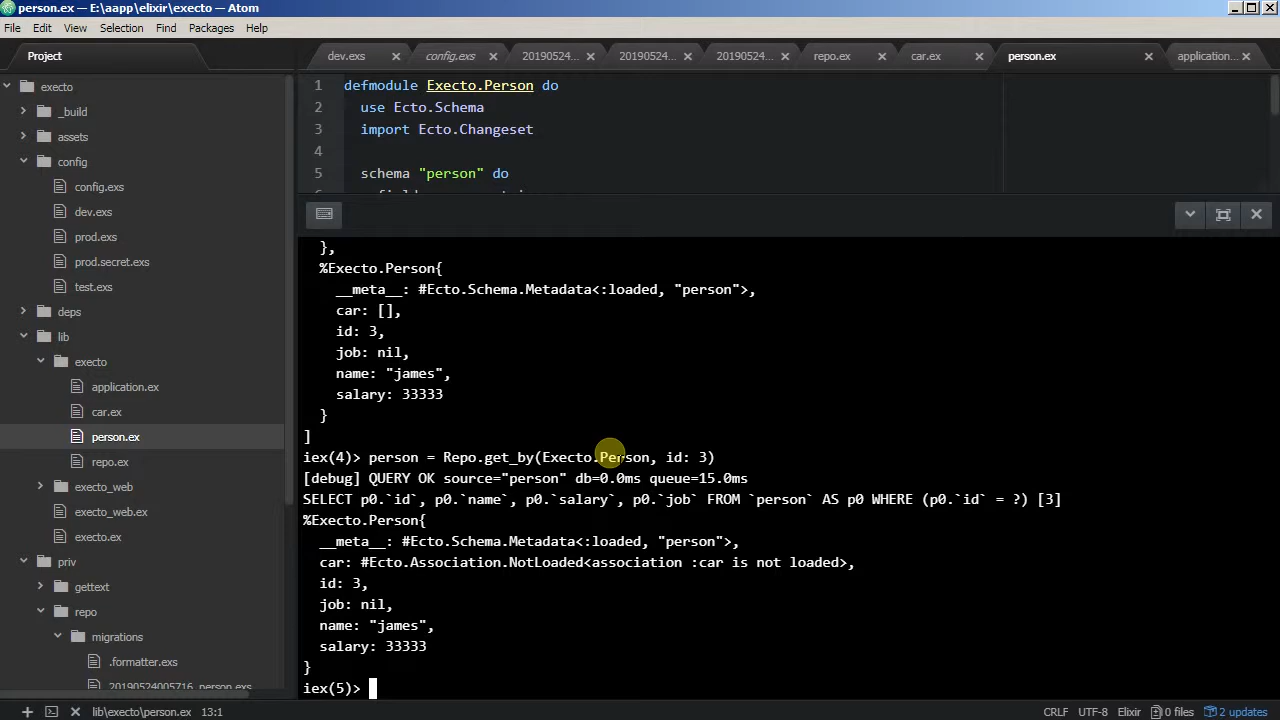 person.ex — E:\aapp\elixir\execto — Atom
File Edit View Selection Find Packages Help
Project
dev.exs config.exs 20190524... 20190524... 20190524... repo.ex car.ex person.ex application...
execto
_build
assets
config
config.exs
dev.exs
prod.exs
prod.secret.exs
test.exs
deps
lib
execto
application.ex
car.ex
person.ex
repo.ex
execto_web
execto_web.ex
execto.ex
priv
gettext
repo
migrations
.formatter.exs
20190524005716_person.exs
1 defmodule Execto.Person do
2 use Ecto.Schema
3 import Ecto.Changeset
4
5 schema "person" do
},
%Execto.Person{
__meta__: #Ecto.Schema.Metadata<:loaded, "person">,
car: [],
id: 3,
job: nil,
name: "james",
salary: 33333
}
]
iex(4)> person = Repo.get_by(Execto.Person, id: 3)
[debug] QUERY OK source="person" db=0.0ms queue=15.0ms
SELECT p0.`id`, p0.`name`, p0.`salary`, p0.`job` FROM `person` AS p0 WHERE (p0.`id` = ?) [3]
%Execto.Person{
__meta__: #Ecto.Schema.Metadata<:loaded, "person">,
car: #Ecto.Association.NotLoaded<association :car is not loaded>,
id: 3,
job: nil,
name: "james",
salary: 33333
}
iex(5)>
lib\execto\person.ex 13:1 CRLF UTF-8 Elixir 0 files 2 updates